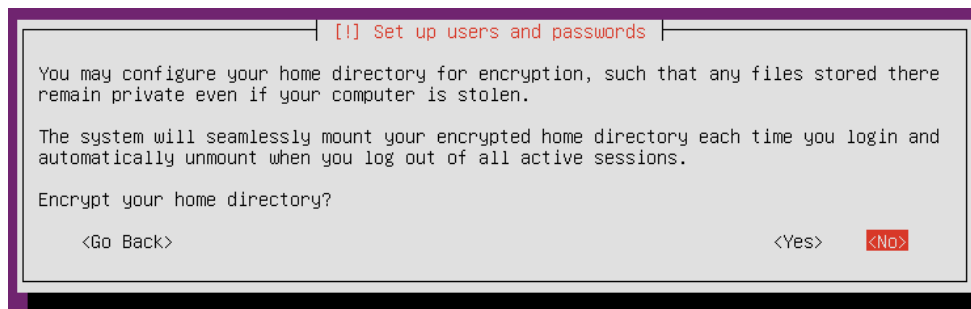 [!] Set up users and passwords
You may configure your home directory for encryption, such that any files stored there
remain private even if your computer is stolen.
The system will seamlessly mount your encrypted home directory each time you login and
automatically unmount when you log out of all active sessions.
Encrypt your home directory?
<Go Back> <Yes> <No>